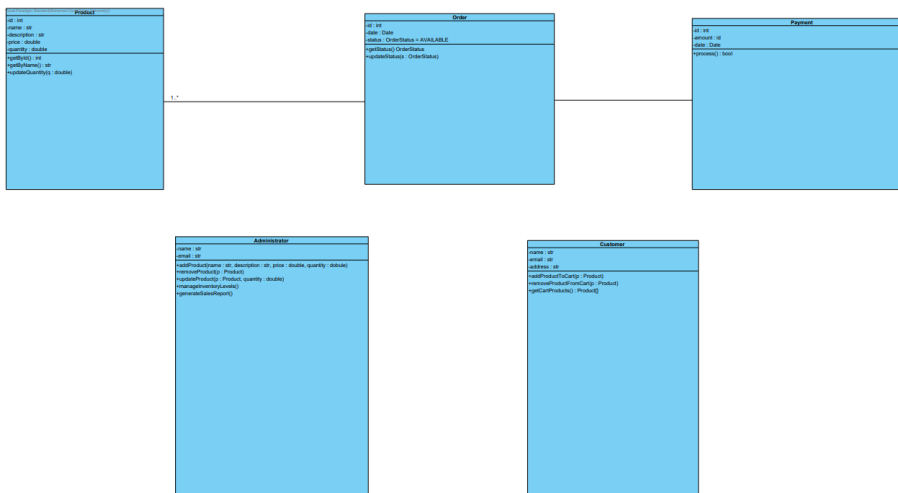 Product
-id : int
-name : str
-description : str
-price : double
-quantity : double
+getById() : int
+getByName() : str
+updateQuantity(q : double)
1..*
Order
-id : int
-date : Date
-status : OrderStatus = AVAILABLE
+getStatus() OrderStatus
+updateStatus(s : OrderStatus)
Payment
-id : int
-amount : id
-date : Date
+process() : bool
Administrator
-name : str
-email : str
+addProduct(name : str, description : str, price : double, quantity : dobule)
+removeProduct(p : Product)
+updateProduct(p : Product, quantity : double)
+manageInventoryLevels()
+generateSalesReport()
Customer
-name : str
-email : str
-address : str
+addProductToCart(p : Product)
+removeProductFromCart(p : Product)
+getCartProducts() : Product[]